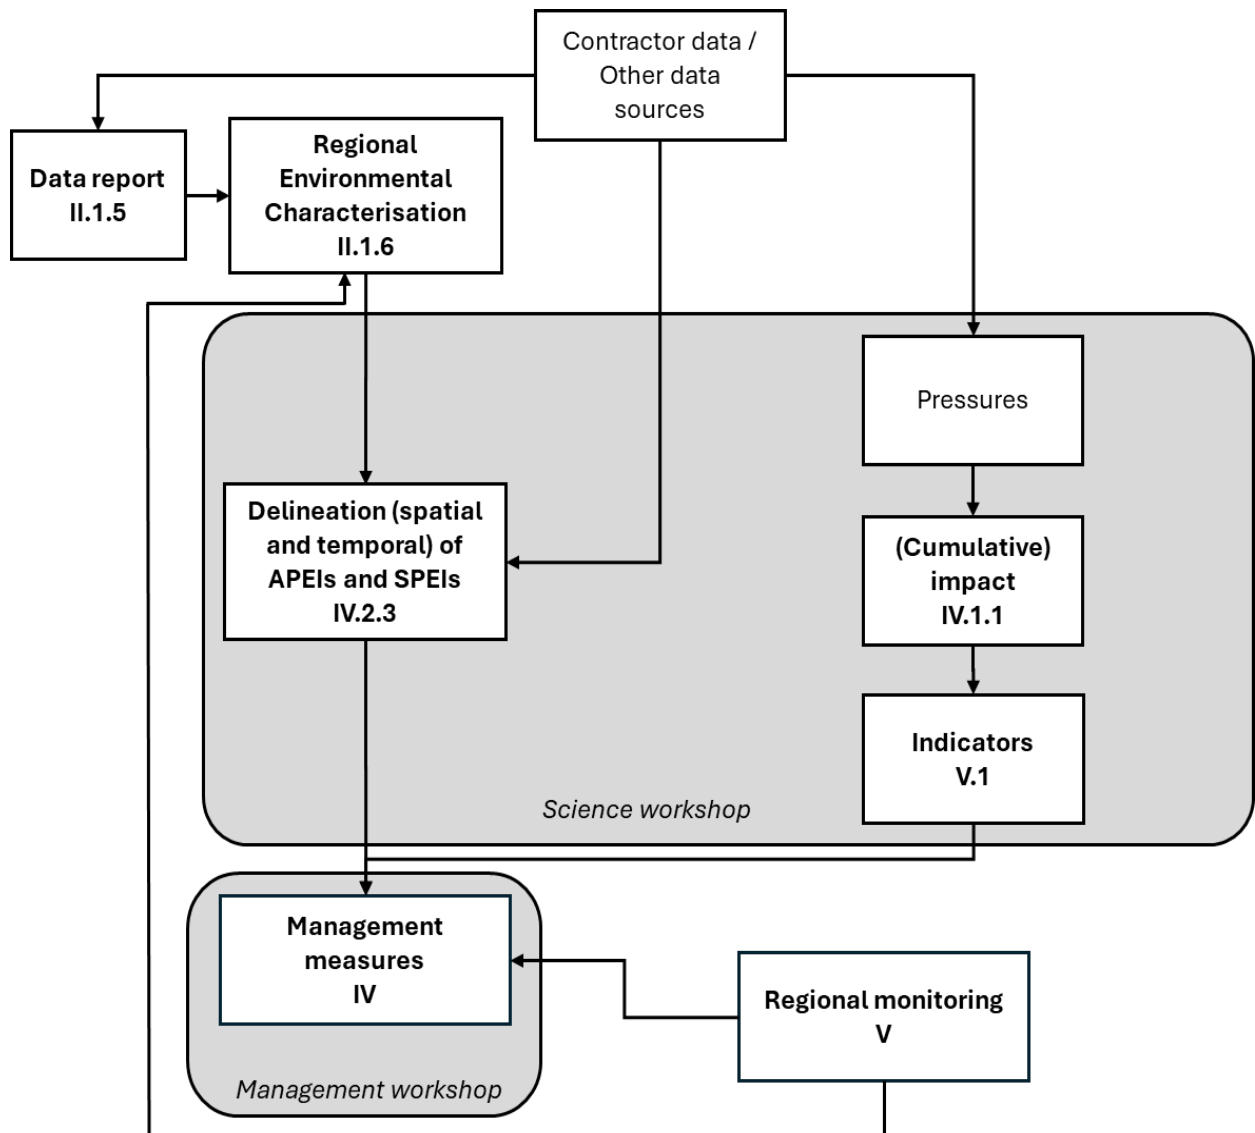 Contractor data /
Other data
sources
Data report
II.1.5
Regional
Environmental
Characterisation
II.1.6
Pressures
Delineation (spatial
and temporal) of
APEIs and SPEIs
IV.2.3
(Cumulative)
impact
IV.1.1
Indicators
V.1
Science workshop
Management
measures
IV
Regional monitoring
V
Management workshop